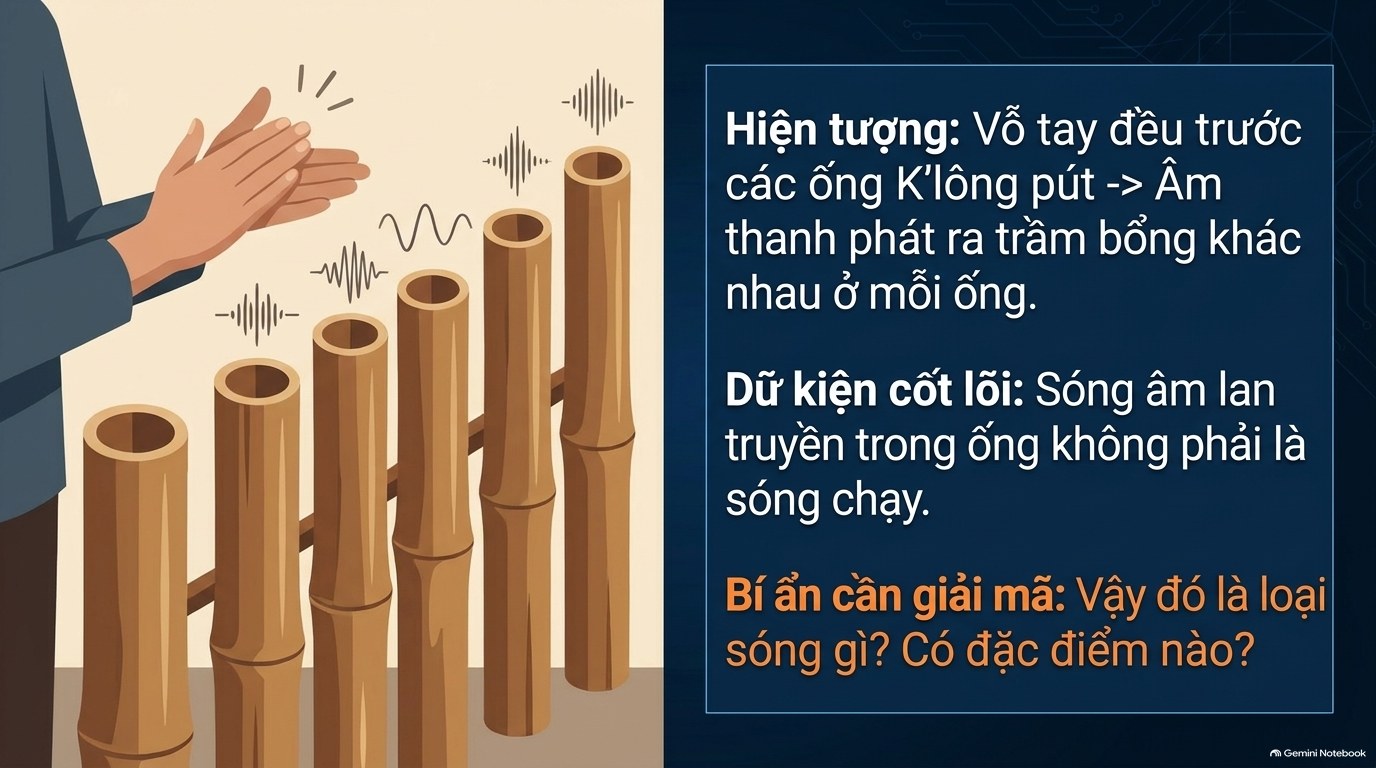 Hiện tượng: Vỗ tay đều trước
các ống K’lông pút -> Âm
thanh phát ra trầm bổng khác
nhau ở mỗi ống.
Dữ kiện cốt lõi: Sóng âm lan
truyền trong ống không phải là
sóng chạy.
Bí ẩn cần giải mã: Vậy đó là loại
sóng gì? Có đặc điểm nào?
Gemini Notebook